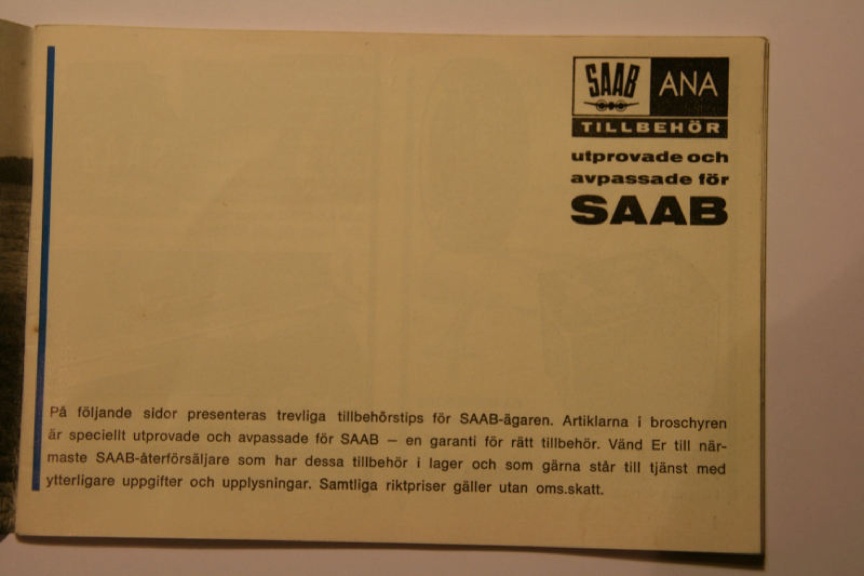 SAAB ANA
TILLBEHÖR
utprovade och
avpassade för
SAAB
På följande sidor presenteras trevliga tillbehörstips för SAAB-ägaren. Artiklarna i broschyren
är speciellt utprovade och avpassade för SAAB – en garanti för rätt tillbehör. Vänd Er till när-
maste SAAB-återförsäljare som har dessa tillbehör i lager och som gärna står till tjänst med
ytterligare uppgifter och upplysningar. Samtliga riktpriser gäller utan oms.skatt.